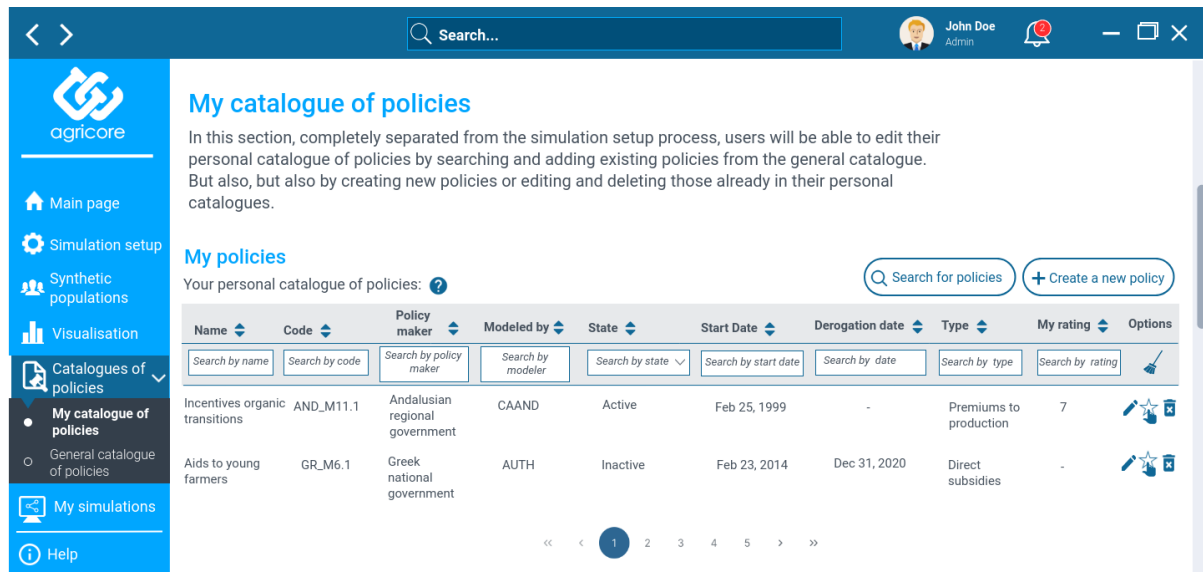 Search...
John Doe
Admin
2
agricore
Main page
Simulation setup
Synthetic
populations
Visualisation
Catalogues of
policies
My catalogue of
policies
General catalogue
of policies
My simulations
Help
My catalogue of policies
In this section, completely separated from the simulation setup process, users will be able to edit their
personal catalogue of policies by searching and adding existing policies from the general catalogue.
But also, but also by creating new policies or editing and deleting those already in their personal
catalogues.
My policies
Your personal catalogue of policies: ?
Search for policies
+ Create a new policy
Name Code Policy maker Modeled by State Start Date Derogation date Type My rating Options
Search by name Search by code Search by policy maker Search by modeler Search by state Search by start date Search by date Search by type Search by rating
Incentives organic transitions AND_M11.1 Andalusian regional government CAAND Active Feb 25, 1999 - Premiums to production 7
Aids to young farmers GR_M6.1 Greek national government AUTH Inactive Feb 23, 2014 Dec 31, 2020 Direct subsidies -
« ‹ 1 2 3 4 5 › »